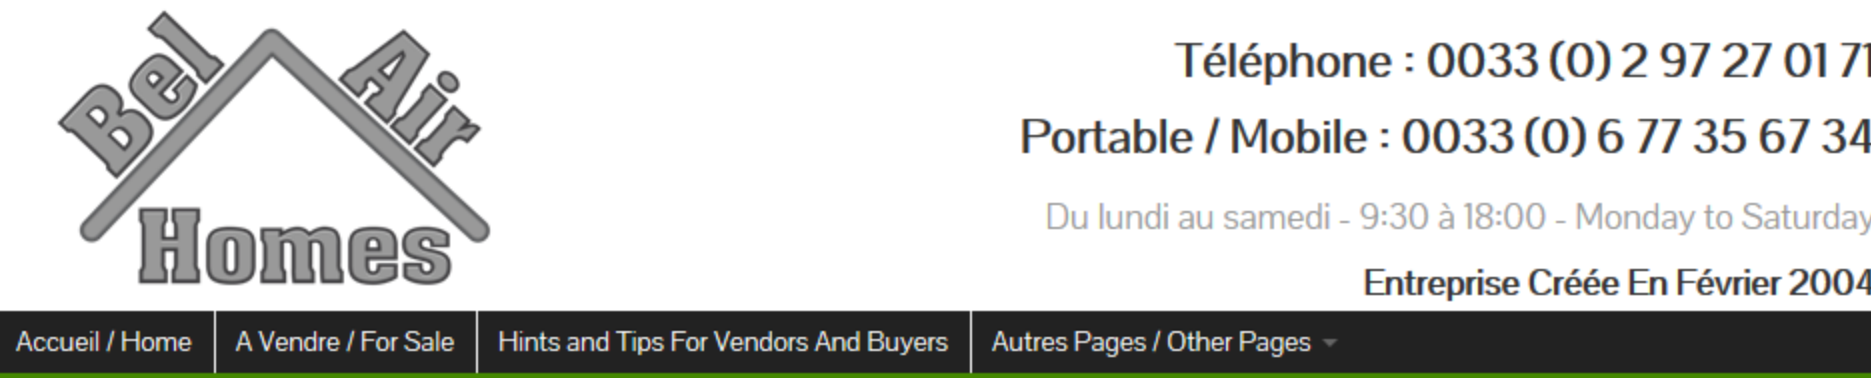 Bel Air
Homes
Téléphone : 0033 (0) 2 97 27 01 71
Portable / Mobile : 0033 (0) 6 77 35 67 34
Du lundi au samedi - 9:30 à 18:00 - Monday to Saturday
Entreprise Créée En Février 2004
Accueil / Home A Vendre / For Sale Hints and Tips For Vendors And Buyers Autres Pages / Other Pages